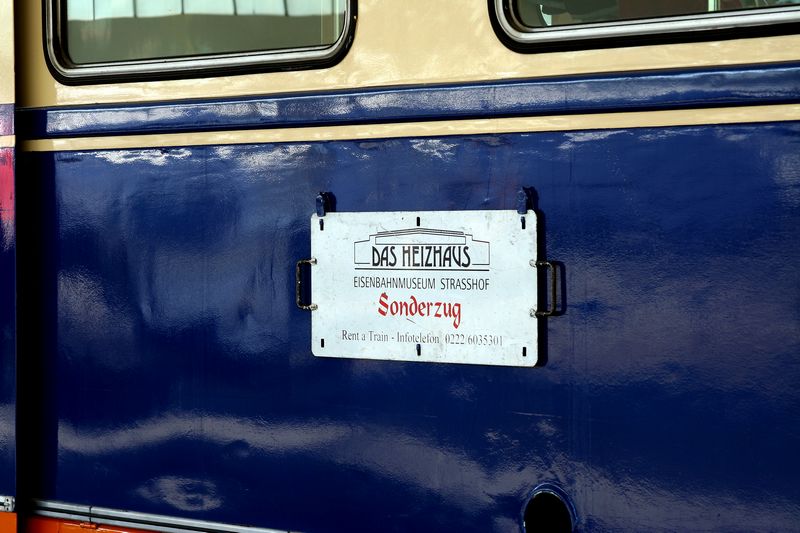 DAS HEIZHAUS
EISENBAHNMUSEUM STRASSHOF
Sonderzug
Rent a Train - Infotelefon 0222 6035301